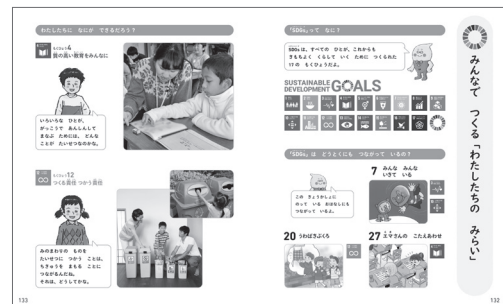 みんなで つくる「わたしたちの みらい」
「SDGs」って なに？
SDGsは、すべての ひとが、これからも
きもちよく くらして いく ために つくられた
17の もくひょうだよ。
SUSTAINABLE
DEVELOPMENT GOALS
「SDGs」は どうとくにも つながって いるの？
この きょうかしょに
のって いる おはなしにも
つながって いるよ。
7 みんな みんな
いきて いる
20 うわばきぶくろ
27 エマさんの こたえあわせ
132
わたしたちに なにが できるだろう？
もくひょう4
質の高い教育をみんなに
いろいろな ひとが、
がっこうで あんしんして
まなぶ ためには、どんな
ことが たいせつなのかな。
もくひょう12
つくる責任 つかう責任
みのまわりの ものを
たいせつに つかう ことは、
ちきゅうを まもる ことに
つながるんだね。
それは、どうしてかな。
133